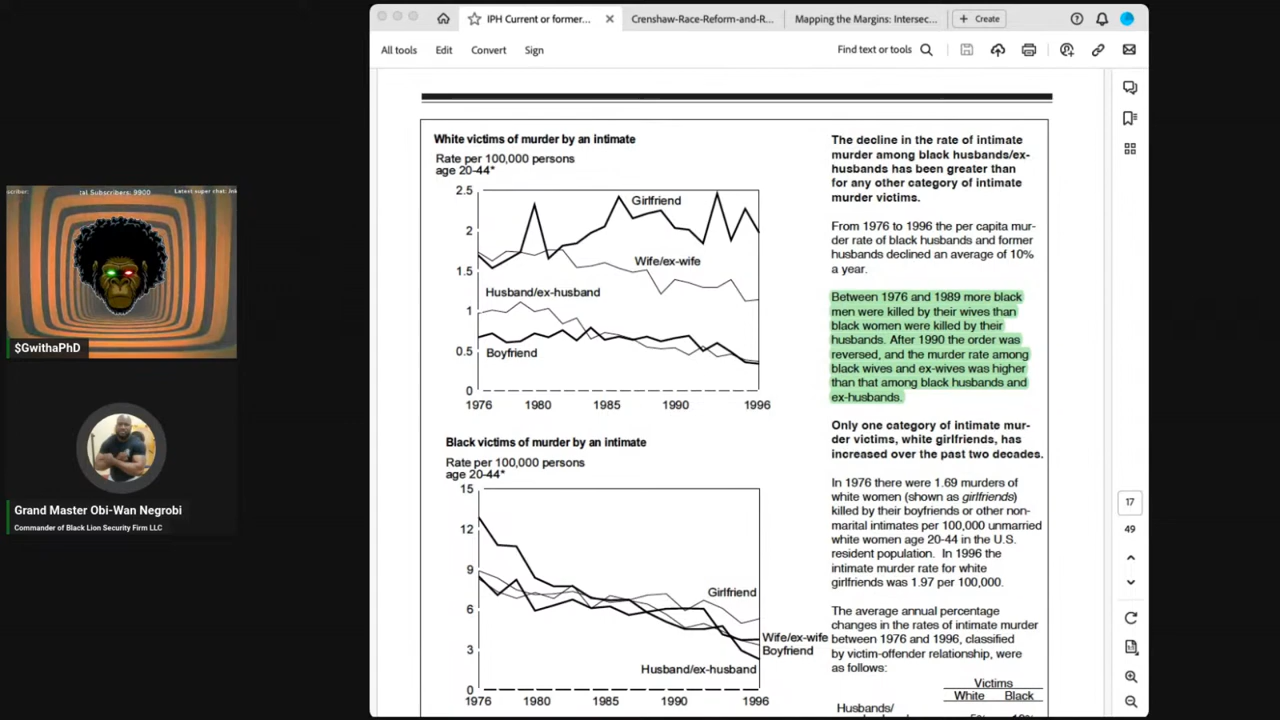 IPH Current or former...
Crenshaw-Race-Reform-and-R...
Mapping the Margins: Intersec...
+ Create
All tools
Edit
Convert
Sign
Find text or tools
White victims of murder by an intimate
Rate per 100,000 persons
age 20-44*
2.5
2
1.5
1
0.5
0
Girlfriend
Wife/ex-wife
Husband/ex-husband
Boyfriend
1976
1980
1985
1990
1996
Black victims of murder by an intimate
Rate per 100,000 persons
age 20-44*
15
12
9
6
3
0
Girlfriend
Wife/ex-wife
Boyfriend
Husband/ex-husband
1976
1980
1985
1990
1996
The decline in the rate of intimate
murder among black husbands/ex-
husbands has been greater than
for any other category of intimate
murder victims.
From 1976 to 1996 the per capita mur-
der rate of black husbands and former
husbands declined an average of 10%
a year.
Between 1976 and 1989 more black
men were killed by their wives than
black women were killed by their
husbands. After 1990 the order was
reversed, and the murder rate among
black wives and ex-wives was higher
than that among black husbands and
ex-husbands.
Only one category of intimate mur-
der victims, white girlfriends, has
increased over the past two decades.
In 1976 there were 1.69 murders of
white women (shown as girlfriends)
killed by their boyfriends or other non-
marital intimates per 100,000 unmarried
white women age 20-44 in the U.S.
resident population. In 1996 the
intimate murder rate for white
girlfriends was 1.97 per 100,000.
The average annual percentage
changes in the rates of intimate murder
between 1976 and 1996, classified
by victim-offender relationship, were
as follows:
Victims
White Black
Husbands/
17
49
scriber:
tal Subscribers: 9900
Latest super chat:
$GwithaPhD
Grand Master Obi-Wan Negrobi
Commander of Black Lion Security Firm LLC